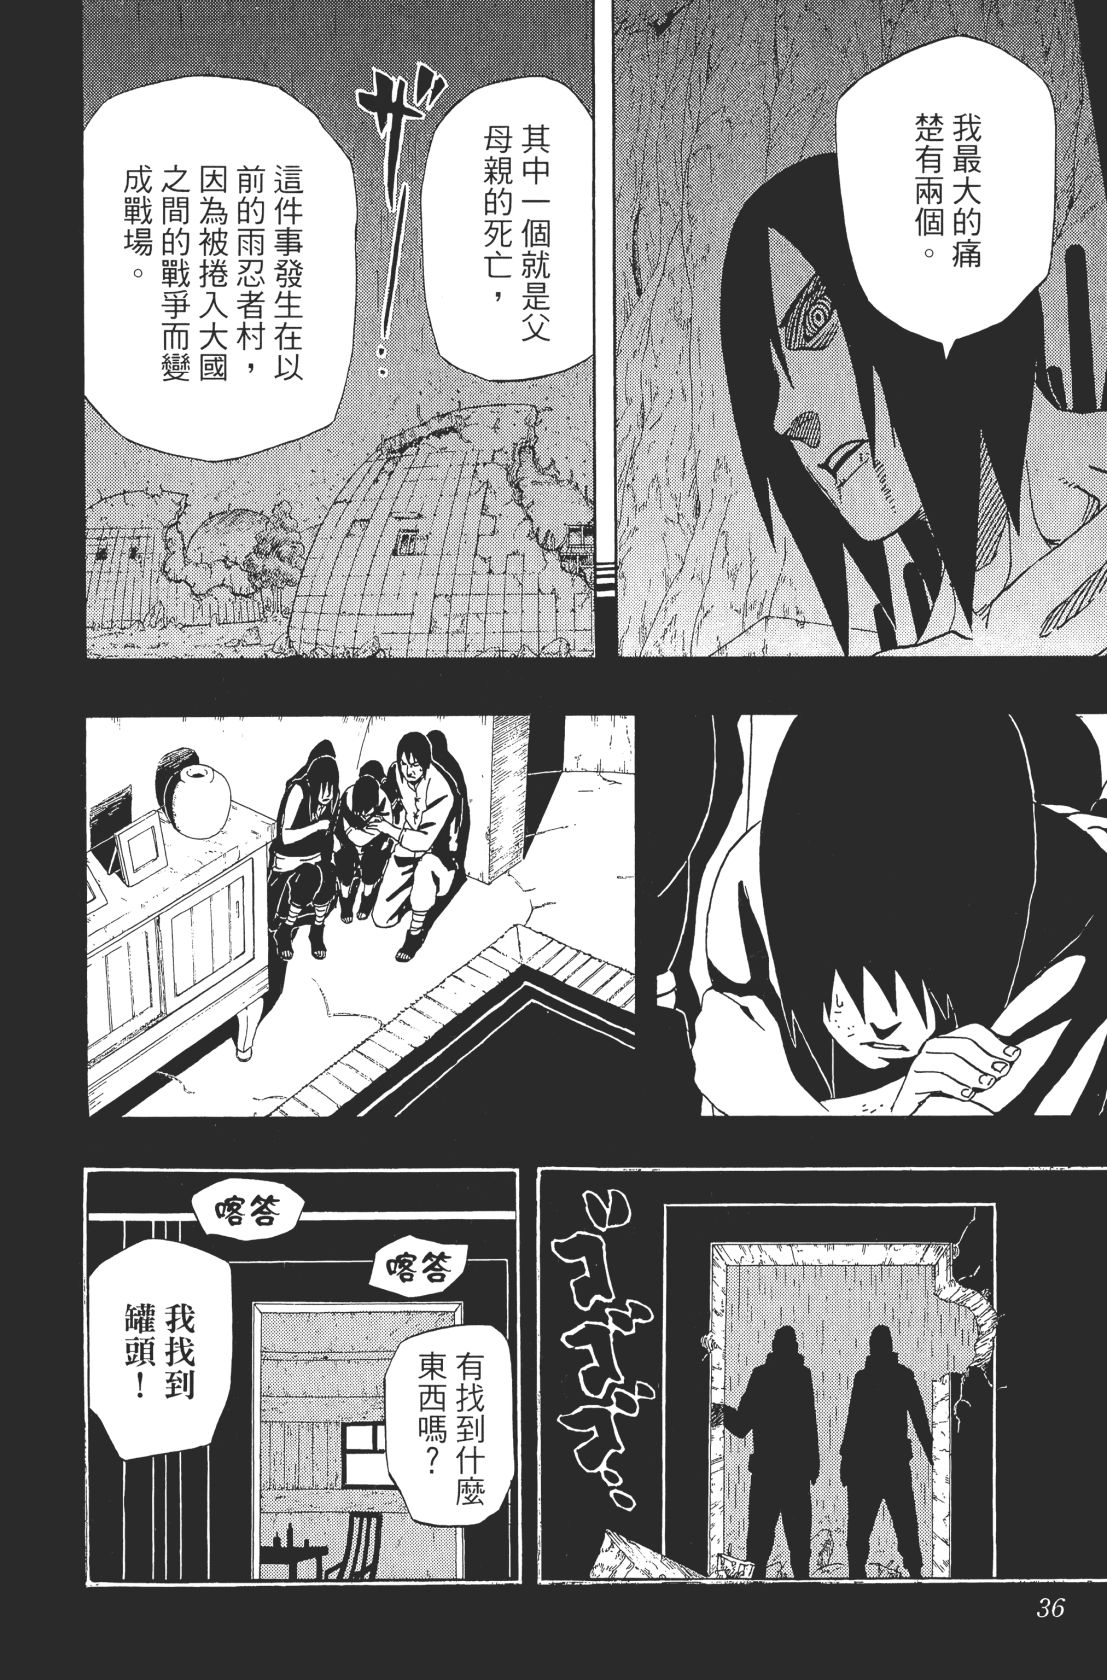 我最大的痛
楚有兩個。
其中一個就是父
母親的死亡，
ザ
這件事發生在以
前的雨忍者村，
因為被捲入大國
之間的戰爭而變
成戰場。
喀答
喀答
有找到什麼
東西嗎？
我找到
罐頭！
36